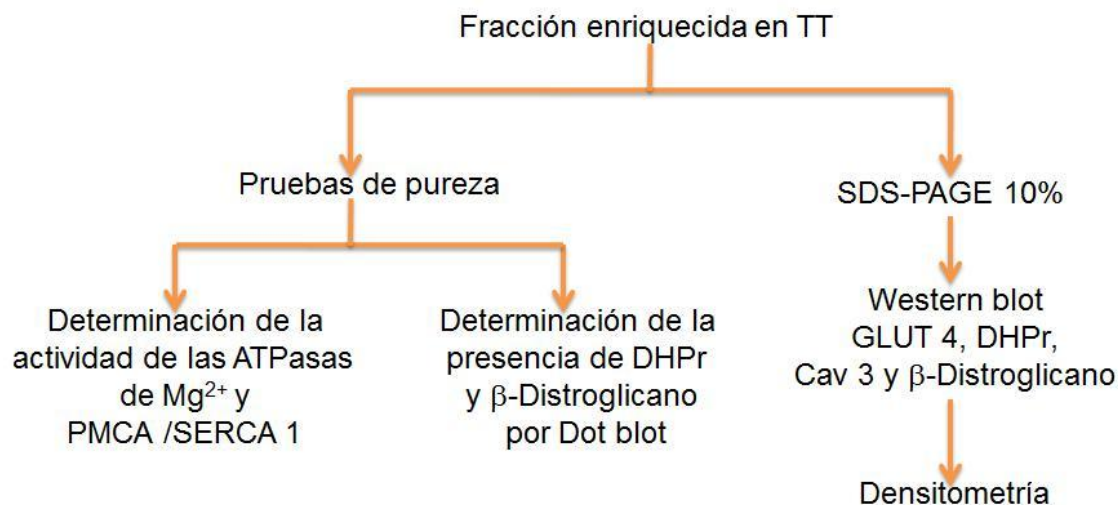 Fracción enriquecida en TT
Pruebas de pureza
SDS-PAGE 10%
Determinación de la
actividad de las ATPasas
de Mg²⁺ y
PMCA /SERCA 1
Determinación de la
presencia de DHPr
y β-Distroglicano
por Dot blot
Western blot
GLUT 4, DHPr,
Cav 3 y β-Distroglicano
Densitometría